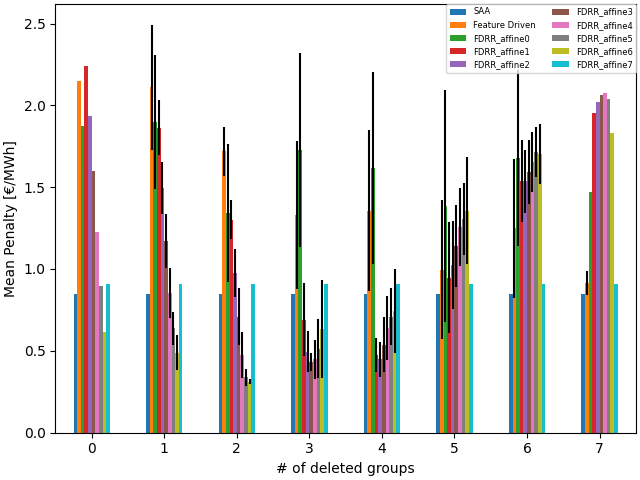 2.5
2.0
1.5
1.0
0.5
0.0
Mean Penalty [€/MWh]
0 1 2 3 4 5 6 7
# of deleted groups
SAA
Feature Driven
FDRR_affine0
FDRR_affine1
FDRR_affine2
FDRR_affine3
FDRR_affine4
FDRR_affine5
FDRR_affine6
FDRR_affine7